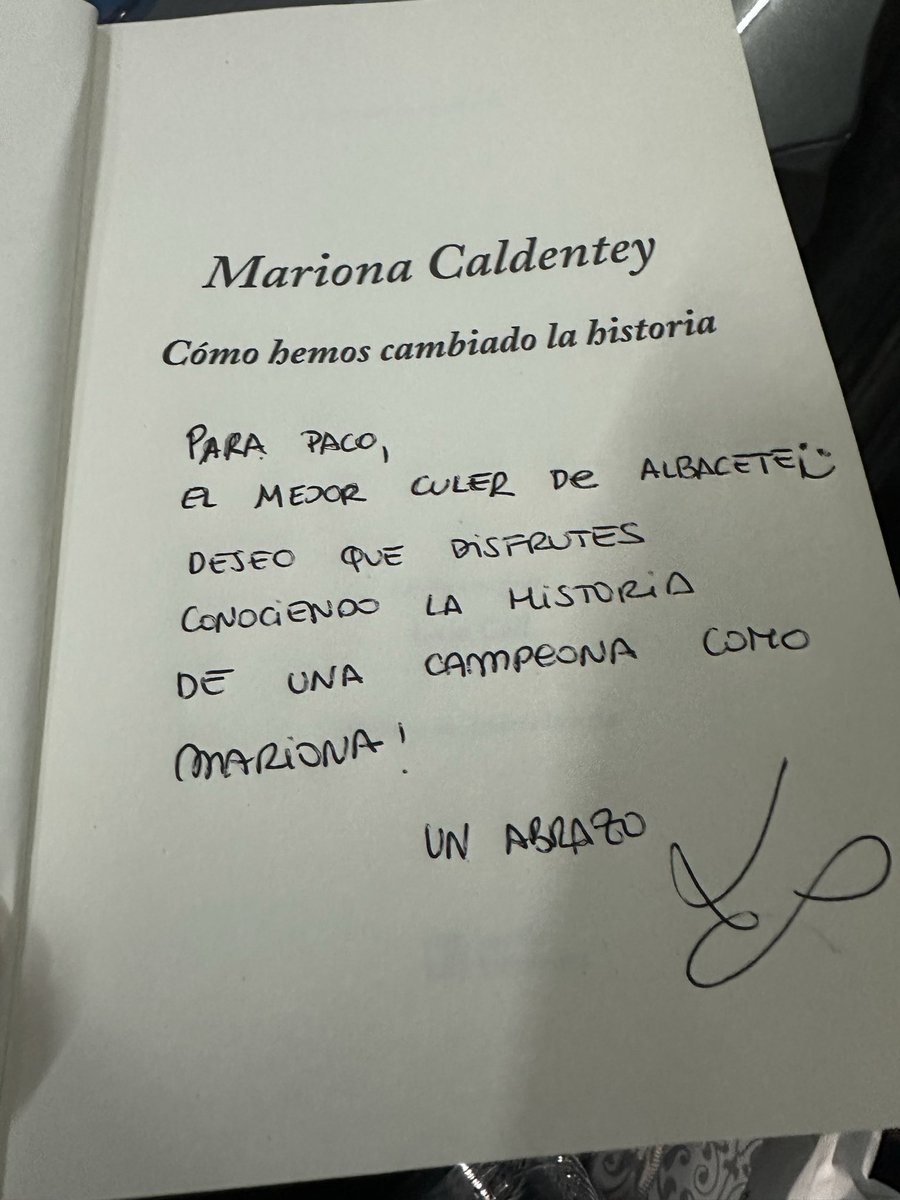 Mariona Caldentey
Cómo hemos cambiado la historia
PARA PACO,
EL MEJOR CULER DE ALBACETE
DESEO QUE DISFRUTES
CONOCIENDO LA HISTORIA
DE UNA CAMPEONA COMO
MARIONA!
UN ABRAZO